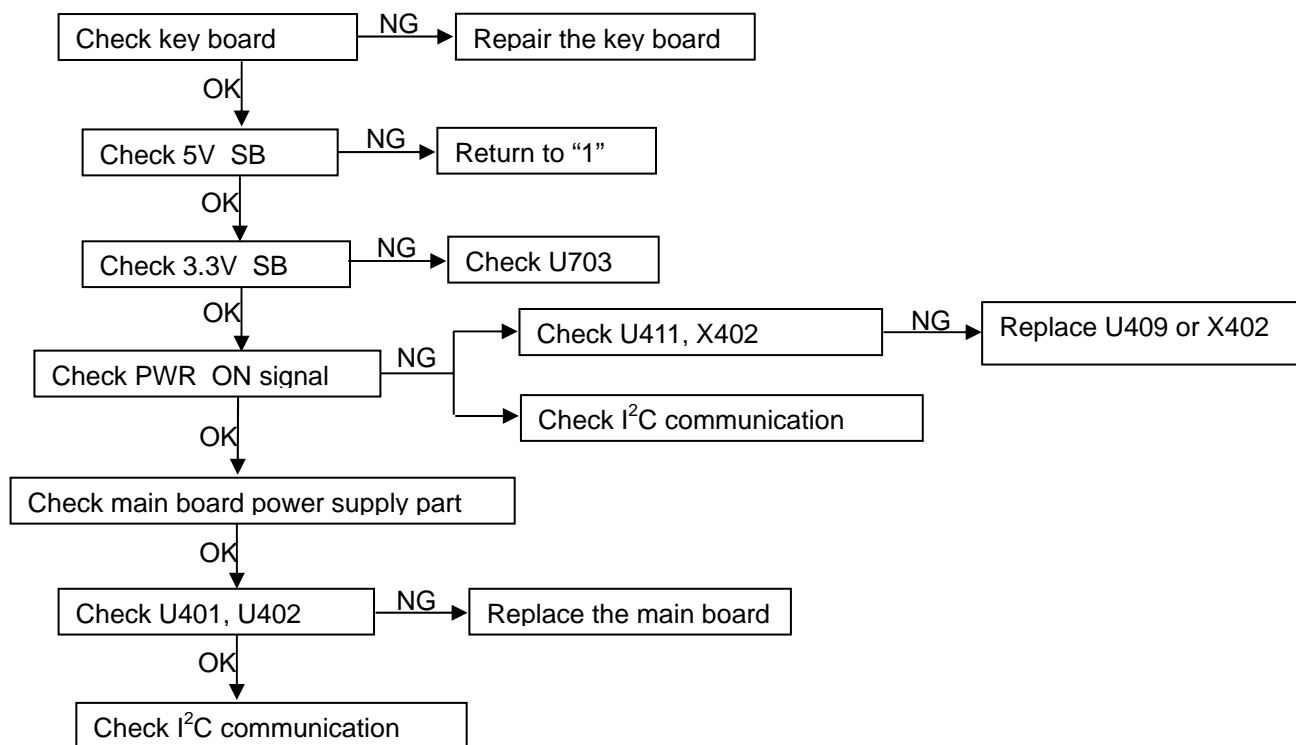 Check key board
NG
Repair the key board
OK
Check 5V SB
NG
Return to “1”
OK
Check 3.3V SB
NG
Check U703
OK
Check PWR ON signal
NG
Check U411, X402
NG
Replace U409 or X402
Check I²C communication
OK
Check main board power supply part
OK
Check U401, U402
NG
Replace the main board
OK
Check I²C communication